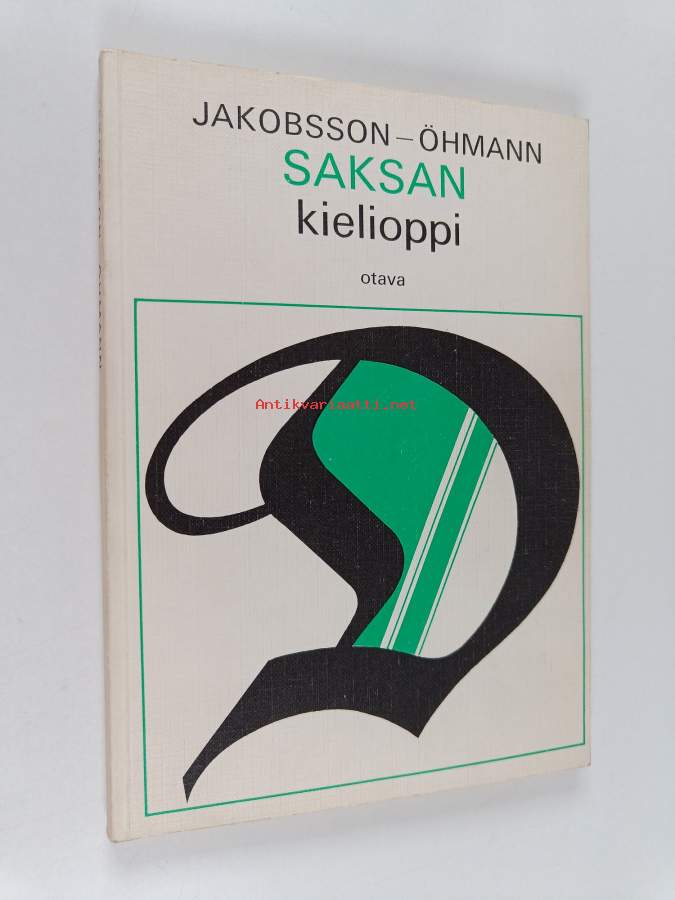 JAKOBSSON – ÖHMANN
SAKSAN
kielioppi
otava
Antikvariaatti.net